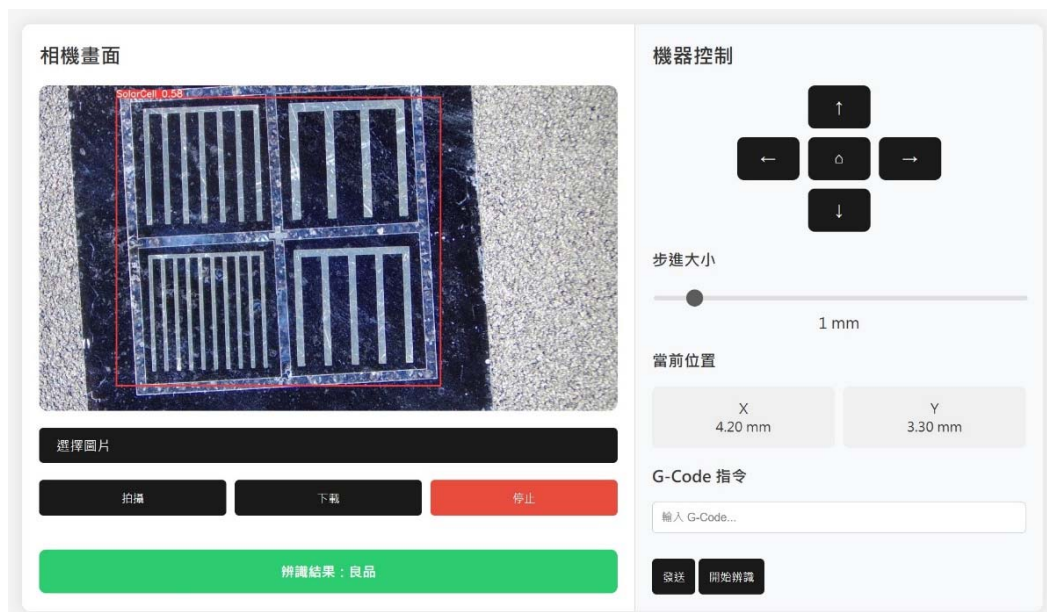 相機畫面
SolarCell 0.58
選擇圖片
拍攝
下載
停止
辨識結果：良品
機器控制
↑
←
⌂
→
↓
步進大小
1 mm
當前位置
X
4.20 mm
Y
3.30 mm
G-Code 指令
輸入 G-Code...
發送
開始辨識